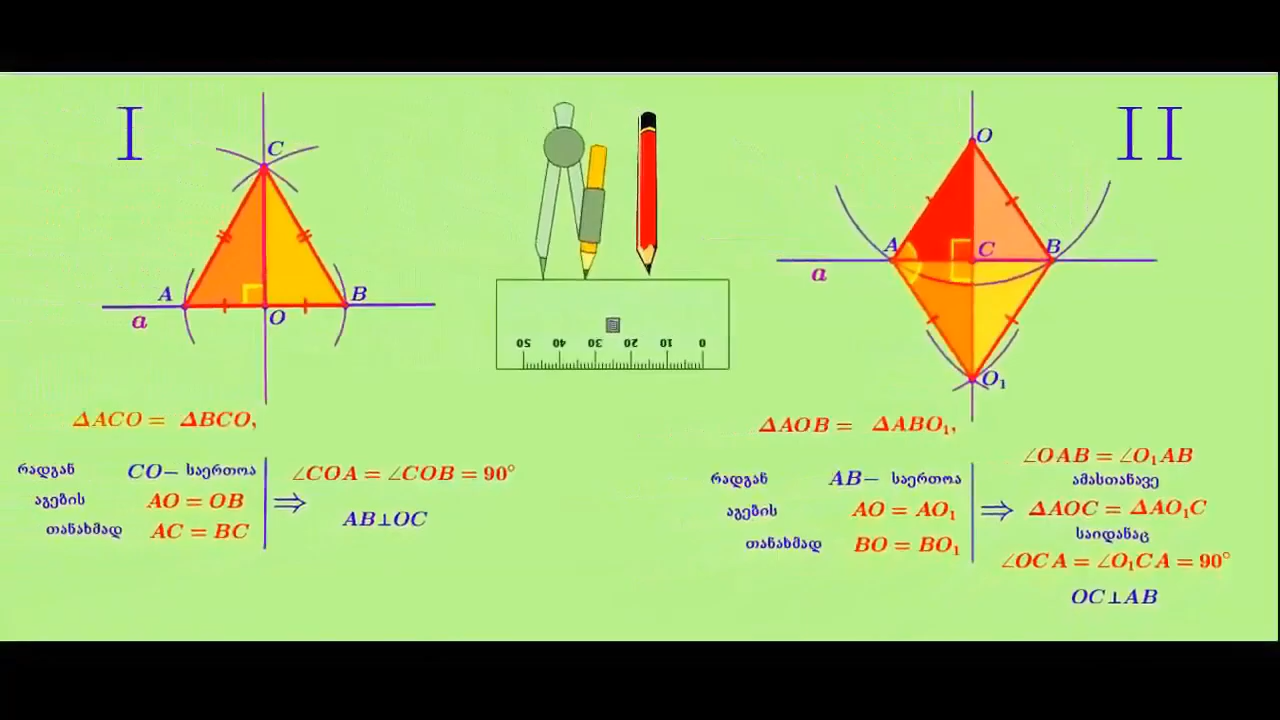 I
C
A
B
a
O
ΔACO = ΔBCO,
რადგან CO– საერთოა
აგების AO = OB
თანახმად AC = BC
⇒
∠COA = ∠COB = 90°
AB⊥OC
50 40 30 20 10 0
II
O
A
C
B
a
O₁
ΔAOB = ΔABO₁,
რადგან AB– საერთოა
აგების AO = AO₁
თანახმად BO = BO₁
⇒
∠OAB = ∠O₁AB
ამასთანავე
ΔAOC = ΔAO₁C
საიდანაც
∠OCA = ∠O₁CA = 90°
OC⊥AB